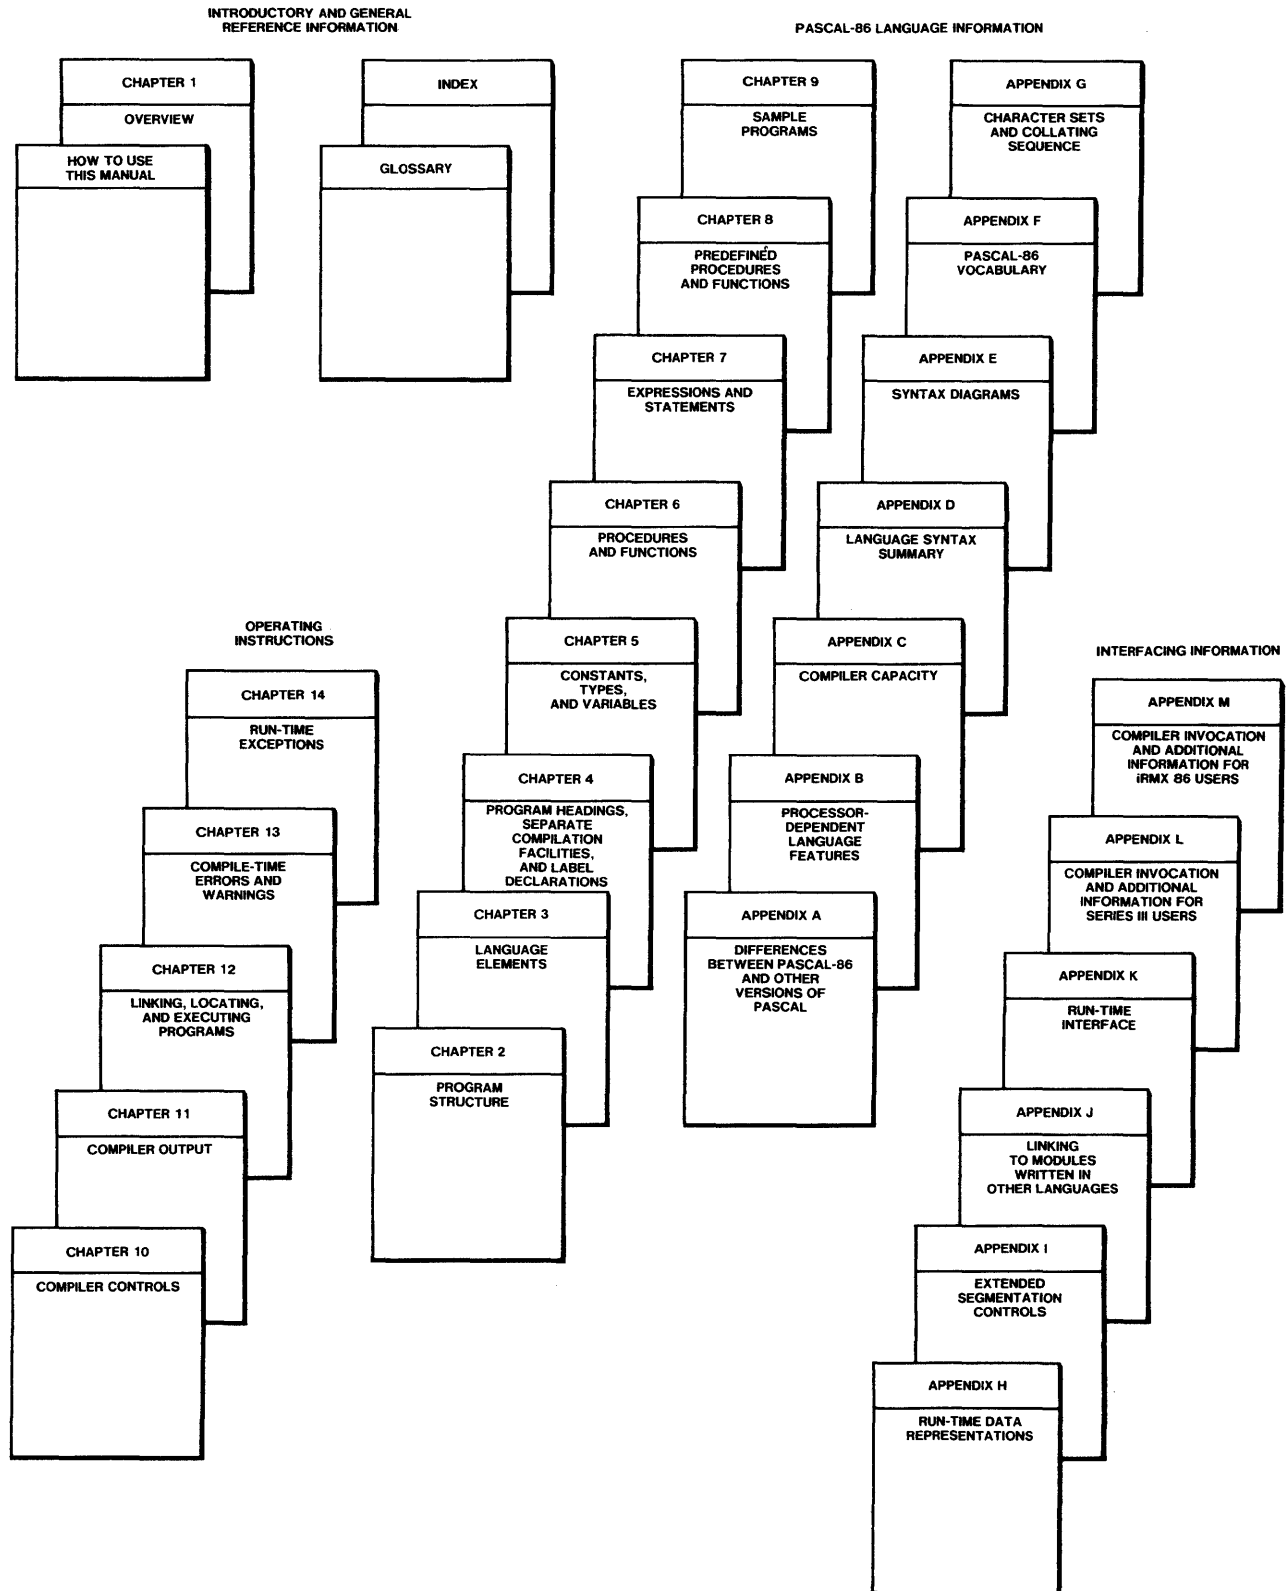 INTRODUCTORY AND GENERAL
REFERENCE INFORMATION
CHAPTER 1
OVERVIEW
HOW TO USE
THIS MANUAL
INDEX
GLOSSARY
PASCAL-86 LANGUAGE INFORMATION
CHAPTER 9
SAMPLE
PROGRAMS
CHAPTER 8
PREDEFINED
PROCEDURES
AND FUNCTIONS
CHAPTER 7
EXPRESSIONS AND
STATEMENTS
CHAPTER 6
PROCEDURES
AND FUNCTIONS
CHAPTER 5
CONSTANTS,
TYPES,
AND VARIABLES
CHAPTER 4
PROGRAM HEADINGS,
SEPARATE
COMPILATION
FACILITIES,
AND LABEL
DECLARATIONS
CHAPTER 3
LANGUAGE
ELEMENTS
CHAPTER 2
PROGRAM
STRUCTURE
APPENDIX G
CHARACTER SETS
AND COLLATING
SEQUENCE
APPENDIX F
PASCAL-86
VOCABULARY
APPENDIX E
SYNTAX DIAGRAMS
APPENDIX D
LANGUAGE SYNTAX
SUMMARY
APPENDIX C
COMPILER CAPACITY
APPENDIX B
PROCESSOR-
DEPENDENT
LANGUAGE
FEATURES
APPENDIX A
DIFFERENCES
BETWEEN PASCAL-86
AND OTHER
VERSIONS OF
PASCAL
OPERATING
INSTRUCTIONS
CHAPTER 14
RUN-TIME
EXCEPTIONS
CHAPTER 13
COMPILE-TIME
ERRORS AND
WARNINGS
CHAPTER 12
LINKING, LOCATING,
AND EXECUTING
PROGRAMS
CHAPTER 11
COMPILER OUTPUT
CHAPTER 10
COMPILER CONTROLS
INTERFACING INFORMATION
APPENDIX M
COMPILER INVOCATION
AND ADDITIONAL
INFORMATION FOR
iRMX 86 USERS
APPENDIX L
COMPILER INVOCATION
AND ADDITIONAL
INFORMATION FOR
SERIES III USERS
APPENDIX K
RUN-TIME
INTERFACE
APPENDIX J
LINKING
TO MODULES
WRITTEN IN
OTHER LANGUAGES
APPENDIX I
EXTENDED
SEGMENTATION
CONTROLS
APPENDIX H
RUN-TIME DATA
REPRESENTATIONS